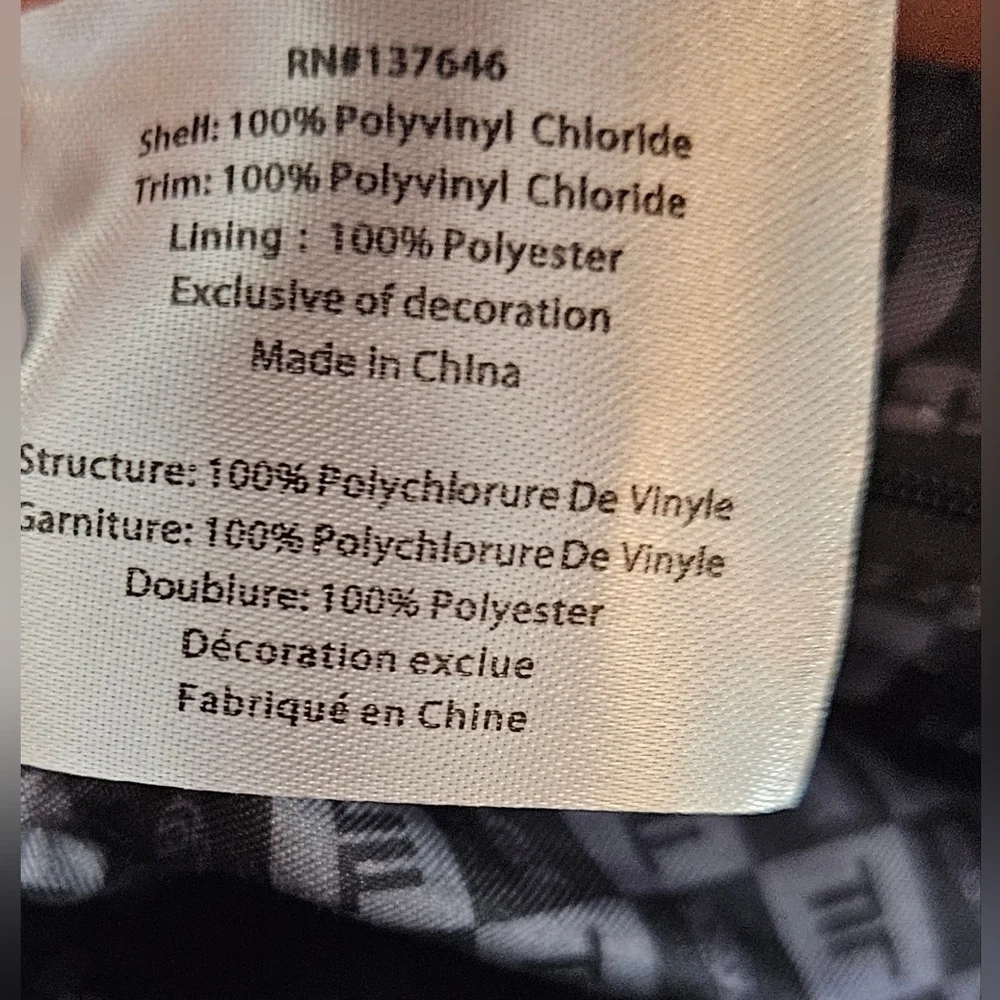 RN#137646
Shell: 100% Polyvinyl Chloride
Trim: 100% Polyvinyl Chloride
Lining : 100% Polyester
Exclusive of decoration
Made in China
Structure: 100% Polychlorure De Vinyle
Garniture: 100% Polychlorure De Vinyle
Doublure: 100% Polyester
Décoration exclue
Fabriqué en Chine